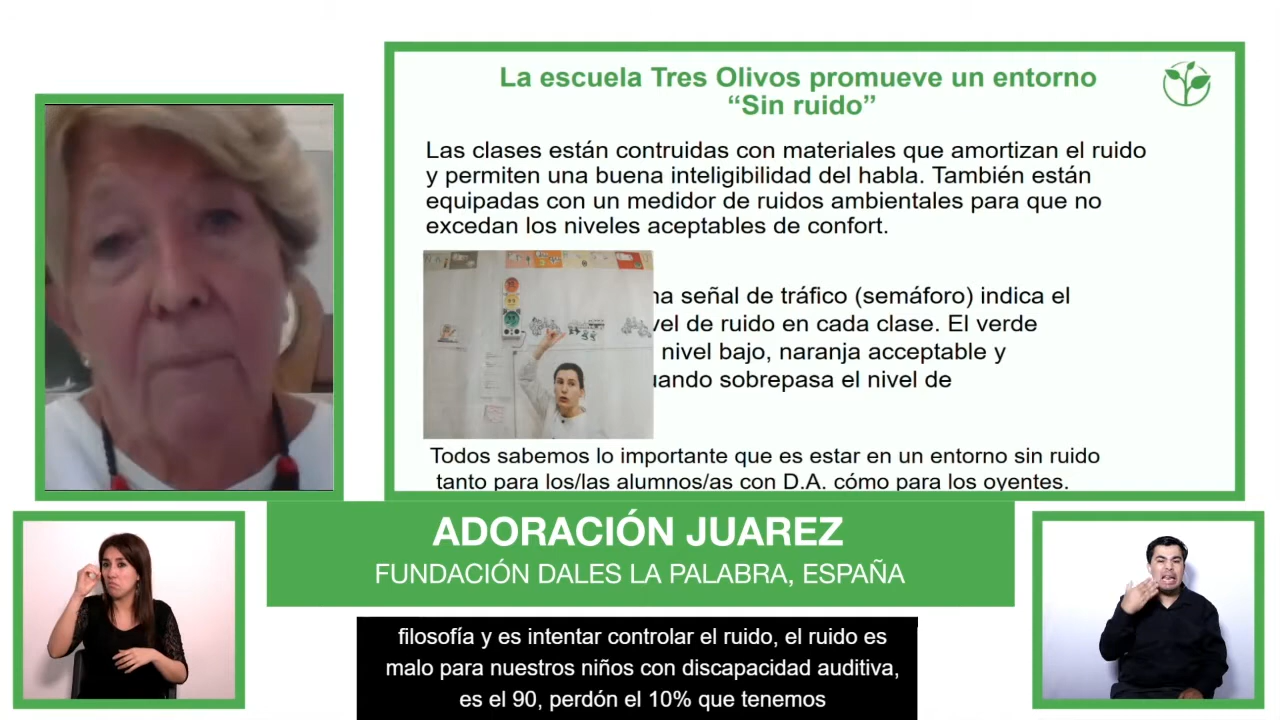 La escuela Tres Olivos promueve un entorno
“Sin ruido”
Las clases están contruidas con materiales que amortizan el ruido
y permiten una buena inteligibilidad del habla. También están
equipadas con un medidor de ruidos ambientales para que no
excedan los niveles aceptables de confort.
señal de tráfico (semáforo) indica el
de ruido en cada clase. El verde
nivel bajo, naranja acceptable y
sobrepasa el nivel de
Todos sabemos lo importante que es estar en un entorno sin ruido
tanto para los/las alumnos/as con D.A. cómo para los oyentes.
ADORACIÓN JUAREZ
FUNDACIÓN DALES LA PALABRA, ESPAÑA
filosofía y es intentar controlar el ruido, el ruido es
malo para nuestros niños con discapacidad auditiva,
es el 90, perdón el 10% que tenemos